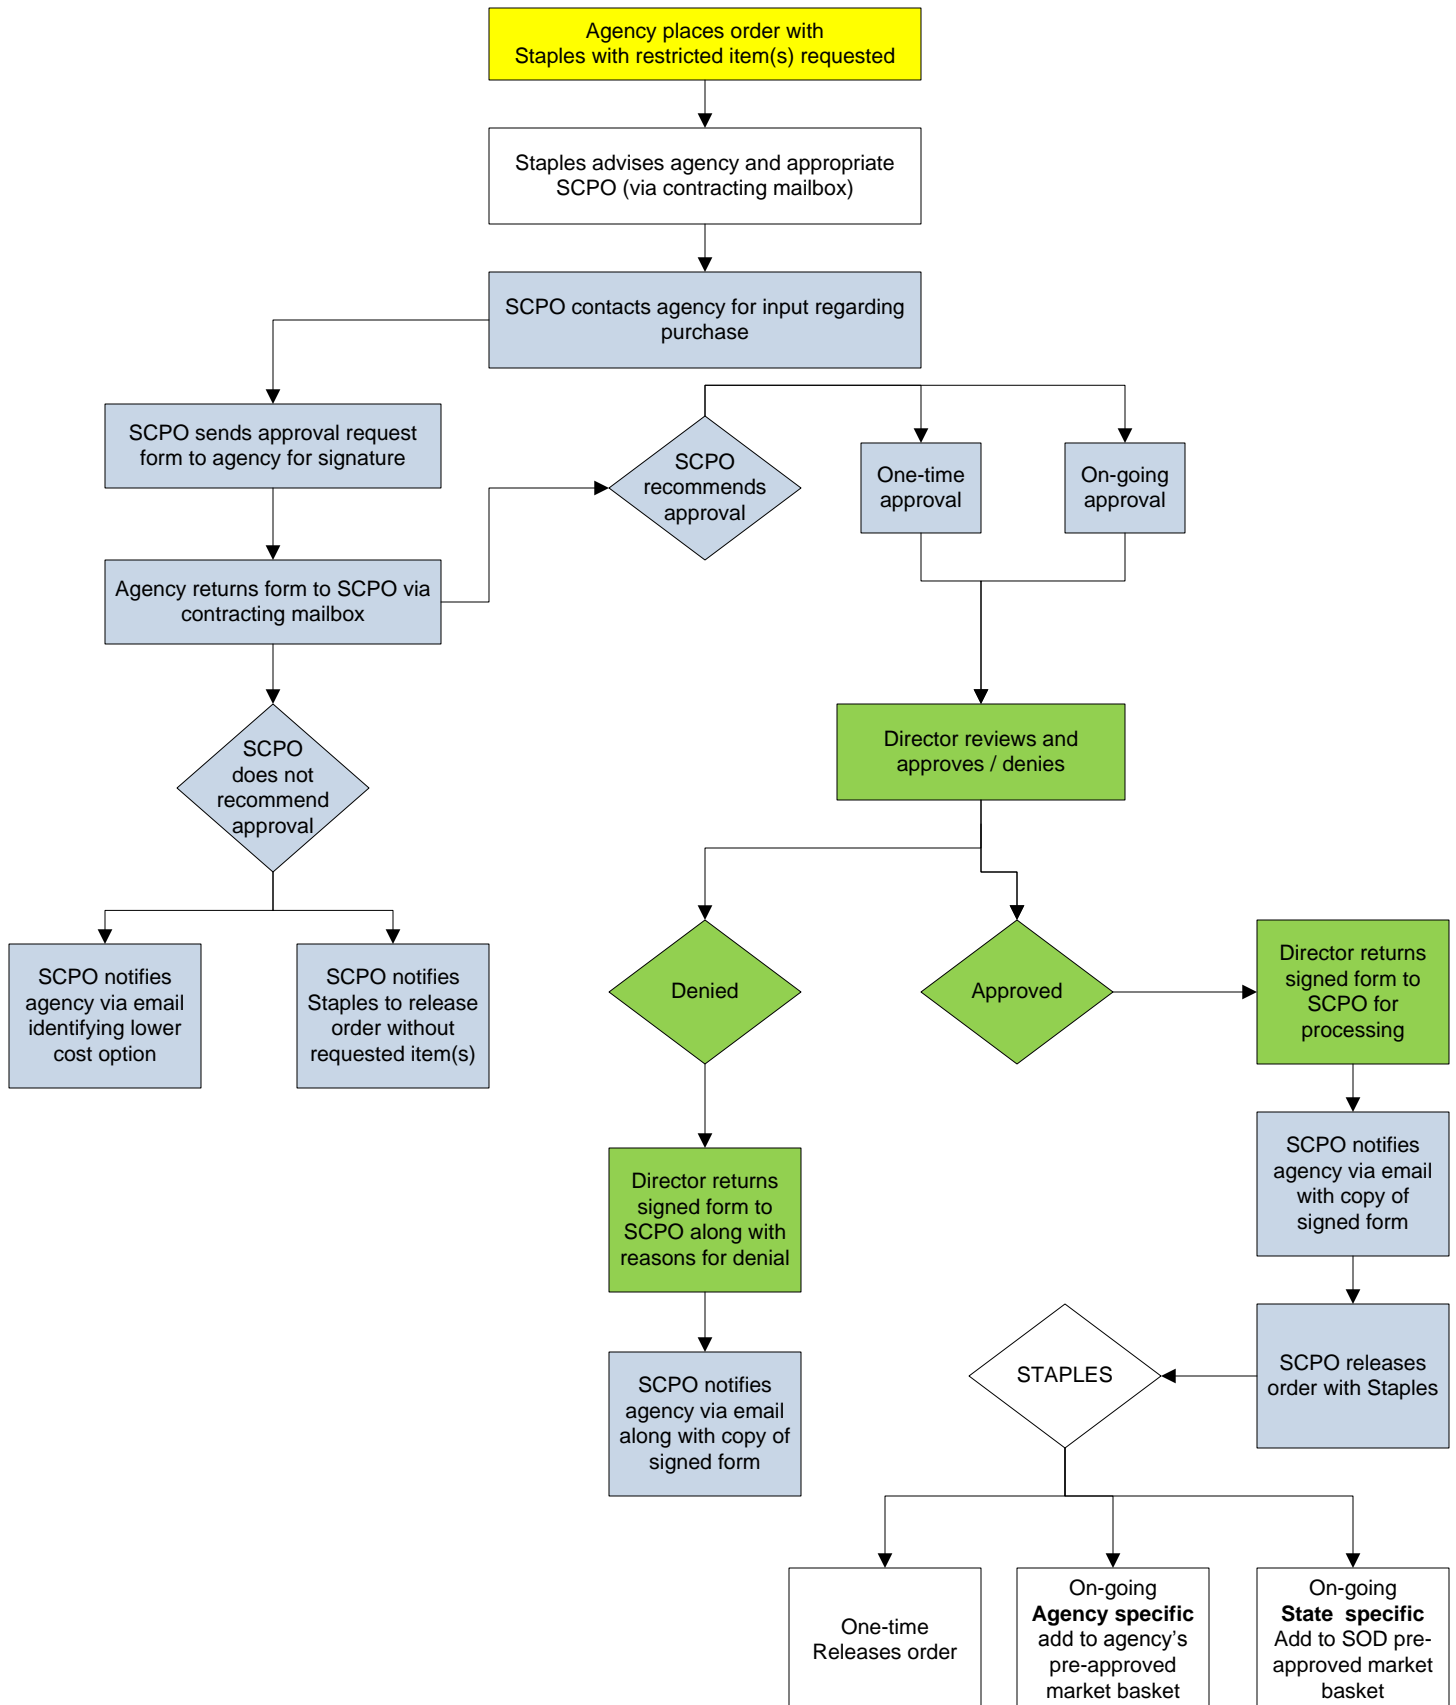 Agency places order with
Staples with restricted item(s) requested
Staples advises agency and appropriate
SCPO (via contracting mailbox)
SCPO contacts agency for input regarding
purchase
SCPO sends approval request
form to agency for signature
SCPO
recommends
approval
One-time
approval
On-going
approval
Agency returns form to SCPO via
contracting mailbox
SCPO
does not
recommend
approval
Director reviews and
approves / denies
SCPO notifies
agency via email
identifying lower
cost option
SCPO notifies
Staples to release
order without
requested item(s)
Denied
Approved
Director returns
signed form to
SCPO for
processing
SCPO notifies
agency via email
with copy of
signed form
Director returns
signed form to
SCPO along with
reasons for denial
SCPO notifies
agency via email
along with copy of
signed form
STAPLES
SCPO releases
order with Staples
One-time
Releases order
On-going
Agency specific
add to agency's
pre-approved
market basket
On-going
State  specific
Add to SOD pre-
approved market
basket